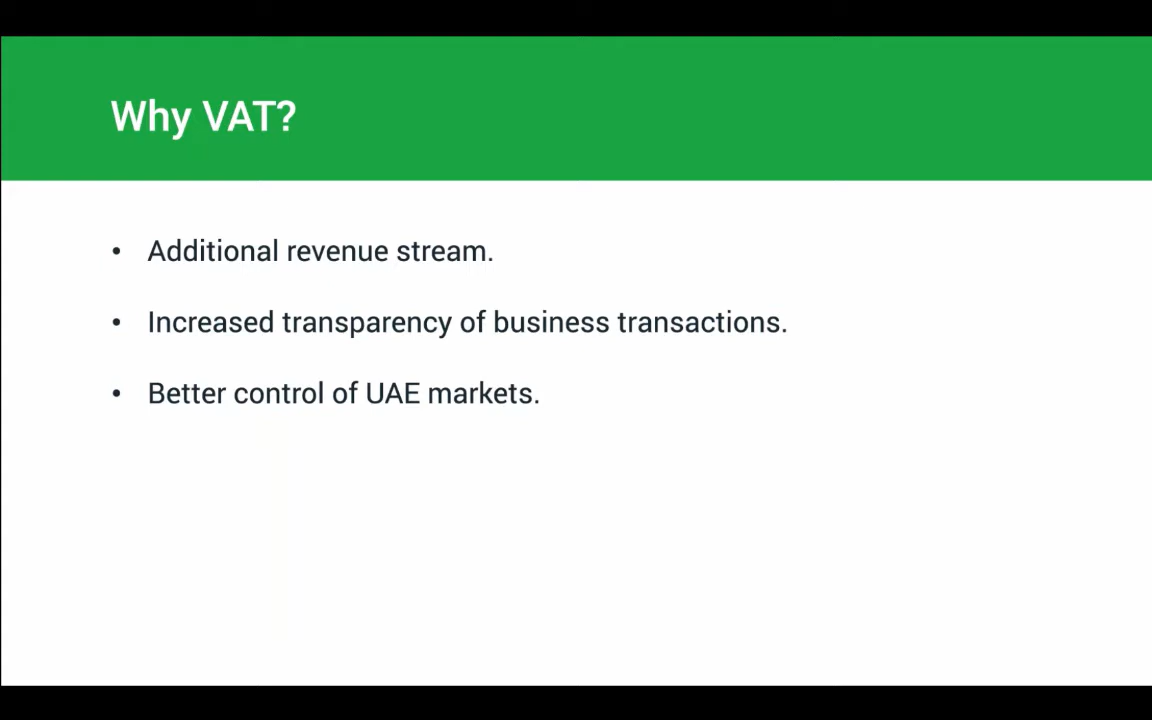 Why VAT?
• Additional revenue stream.
• Increased transparency of business transactions.
• Better control of UAE markets.